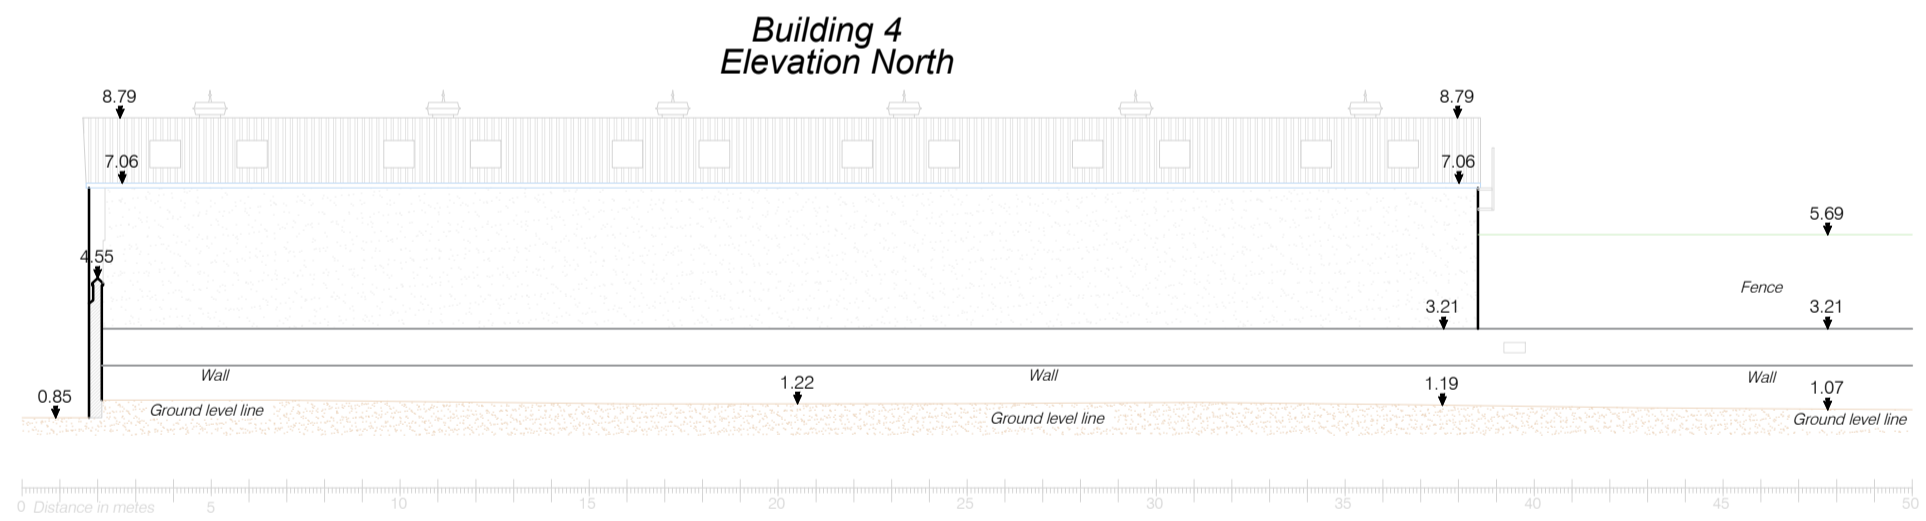 Building 4
Elevation North
8.79 8.79
7.06 7.06
5.69
4.55
Fence
3.21 3.21
Wall Wall Wall
0.85 1.22 1.19 1.07
Ground level line Ground level line Ground level line
0 Distance in metes 5 10 15 20 25 30 35 40 45 50